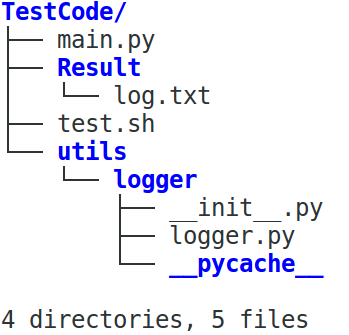 TestCode/
├── main.py
├── Result
│   └── log.txt
├── test.sh
└── utils
    └── logger
        ├── __init__.py
        ├── logger.py
        └── __pycache__
4 directories, 5 files